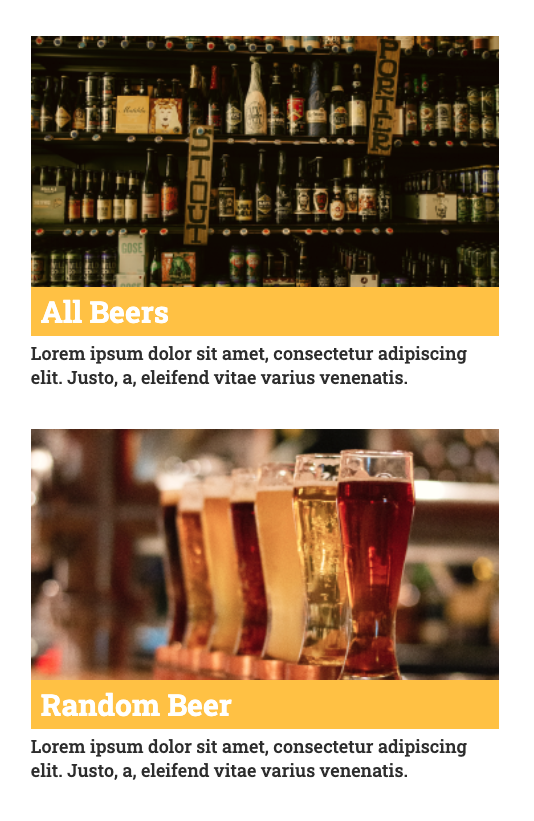 PORTER
STOUT
GOSE
All Beers
Lorem ipsum dolor sit amet, consectetur adipiscing
elit. Justo, a, eleifend vitae varius venenatis.
Random Beer
Lorem ipsum dolor sit amet, consectetur adipiscing
elit. Justo, a, eleifend vitae varius venenatis.